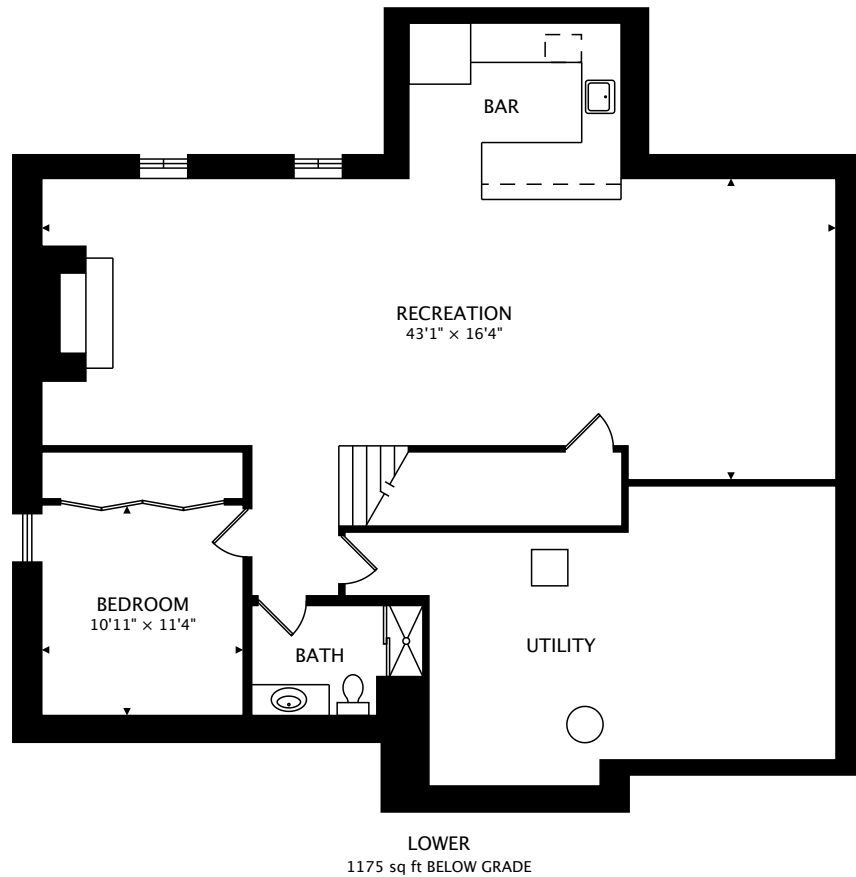 BAR
RECREATION
43'1" × 16'4"
BEDROOM
10'11" × 11'4"
BATH
UTILITY
LOWER
1175 sq ft BELOW GRADE